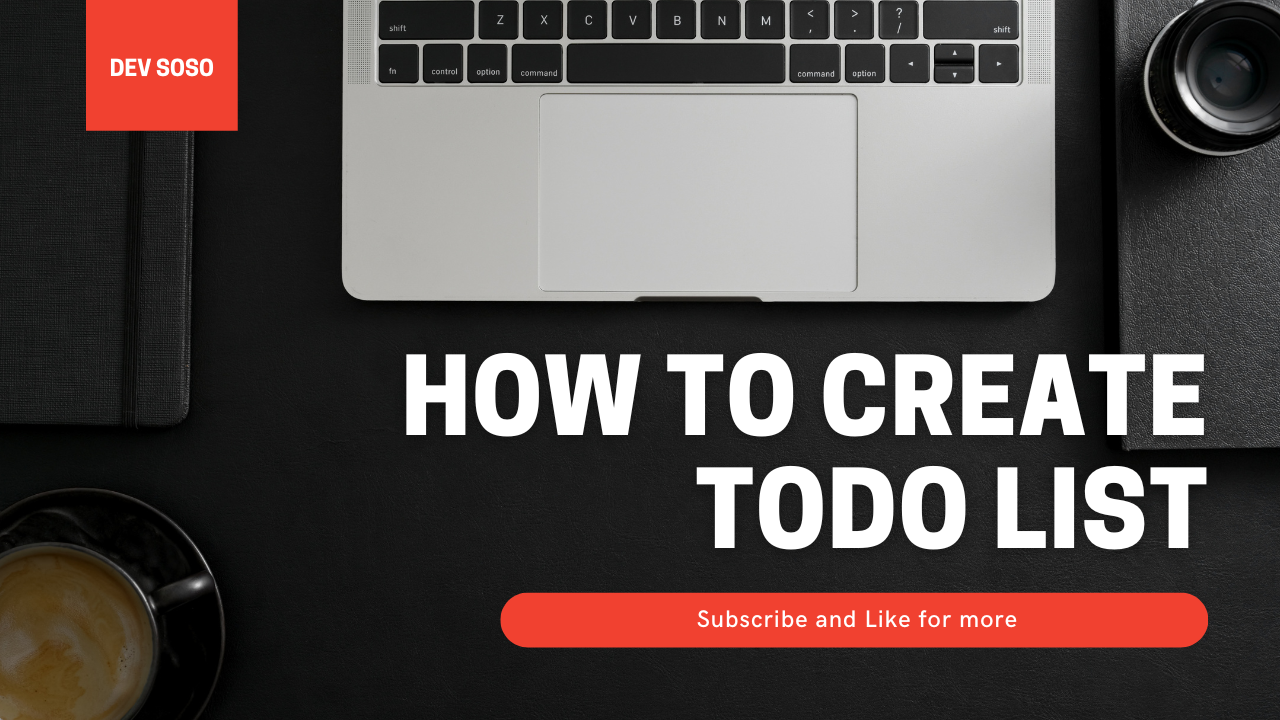 DEV SOSO
shift Z X C V B N M < , > . ? / shift
fn control option command command option
HOW TO CREATE
TODO LIST
Subscribe and Like for more